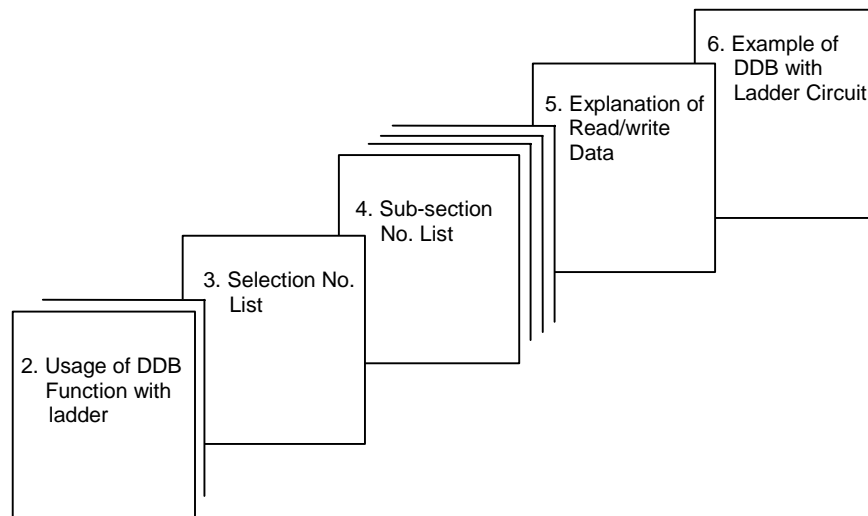 6. Example of
DDB with
Ladder Circuit
5. Explanation of
Read/write
Data
4. Sub-section
No. List
3. Selection No.
List
2. Usage of DDB
Function with
ladder